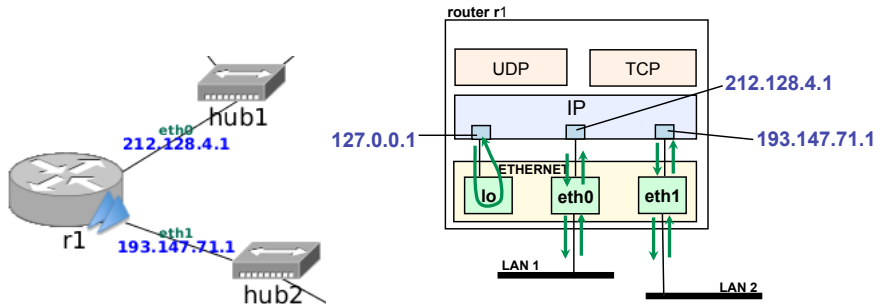 hub1
eth0
212.128.4.1
r1
eth1
193.147.71.1
hub2
router r1
UDP
TCP
IP
212.128.4.1
127.0.0.1
193.147.71.1
ETHERNET
lo
eth0
eth1
LAN 1
LAN 2